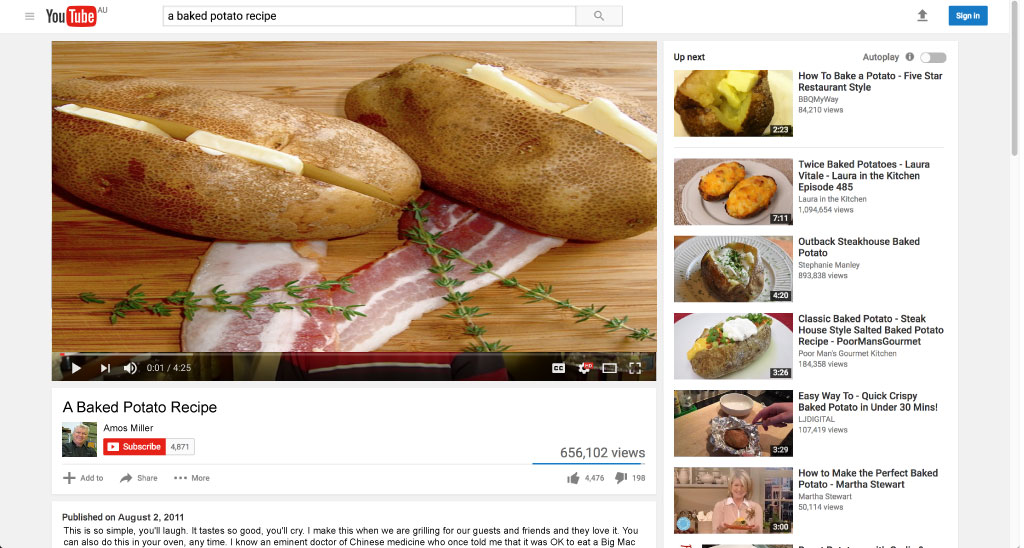 YouTube AU
a baked potato recipe
Sign in
0:01 / 4:25
CC
HD
A Baked Potato Recipe
Amos Miller
Subscribe 4,871
656,102 views
Add to Share More
4,476 198
Published on August 2, 2011
This is so simple, you'll laugh. It tastes so good, you'll cry. I make this when we are grilling for our guests and friends and they love it. You
can also do this in your oven, any time. I know an eminent doctor of Chinese medicine who once told me that it was OK to eat a Big Mac
Up next
Autoplay
How To Bake a Potato - Five Star
Restaurant Style
BBQMyWay
84,210 views
2:23
Twice Baked Potatoes - Laura
Vitale - Laura in the Kitchen
Episode 485
Laura in the Kitchen
1,094,654 views
7:11
Outback Steakhouse Baked
Potato
Stephanie Manley
893,838 views
4:20
Classic Baked Potato - Steak
House Style Salted Baked Potato
Recipe - PoorMansGourmet
Poor Man's Gourmet Kitchen
184,358 views
3:26
Easy Way To - Quick Crispy
Baked Potato in Under 30 Mins!
LJDIGITAL
107,419 views
3:29
How to Make the Perfect Baked
Potato - Martha Stewart
Martha Stewart
50,114 views
3:00